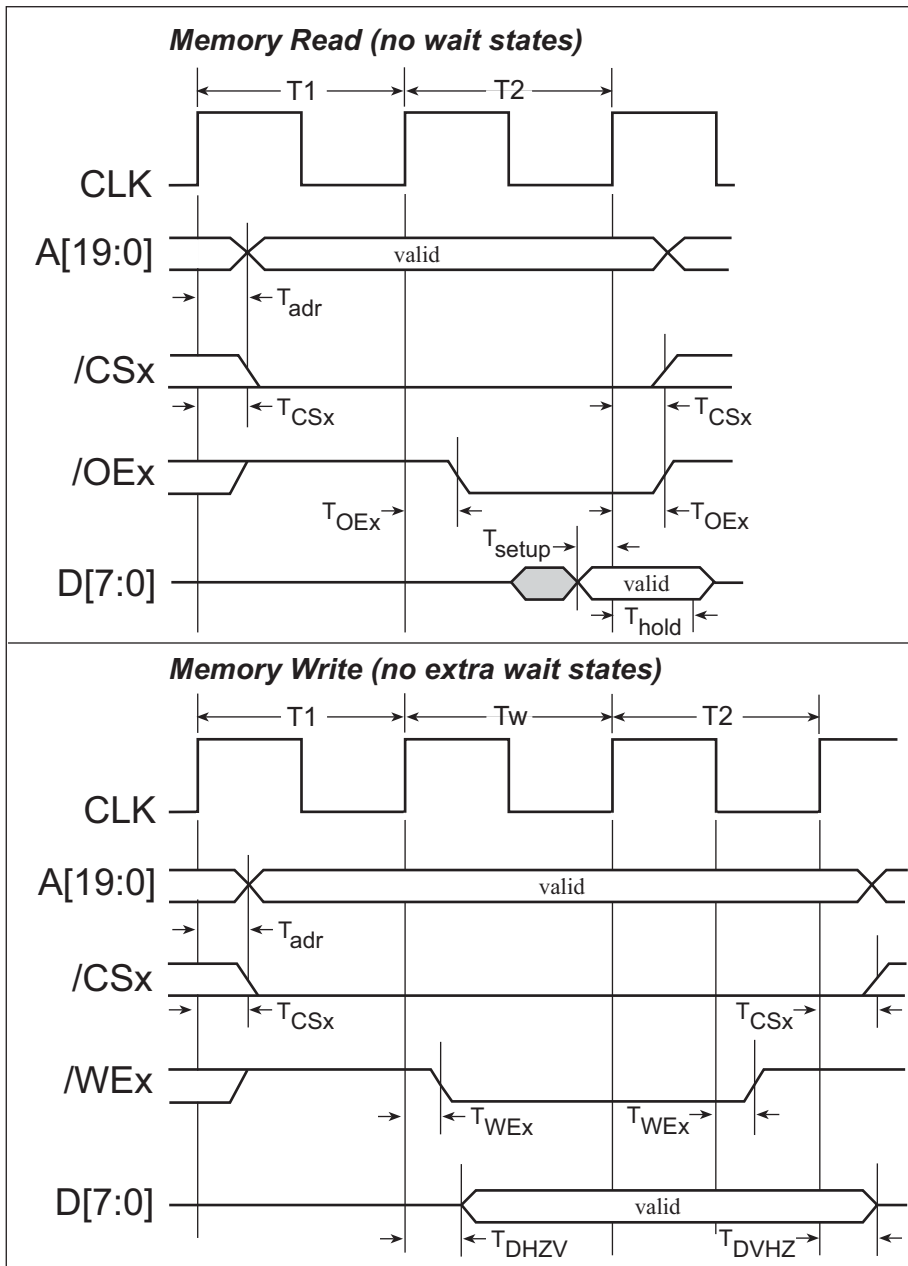 Memory Read (no wait states)
T1 T2
CLK
A[19:0] valid
Tadr
/CSx
TCSx TCSx
/OEx
TOEx TOEx
Tsetup
D[7:0] valid
Thold
Memory Write (no extra wait states)
T1 Tw T2
CLK
A[19:0] valid
Tadr
/CSx
TCSx TCSx
/WEx
TWEx TWEx
D[7:0] valid
TDHZV TDVHZ